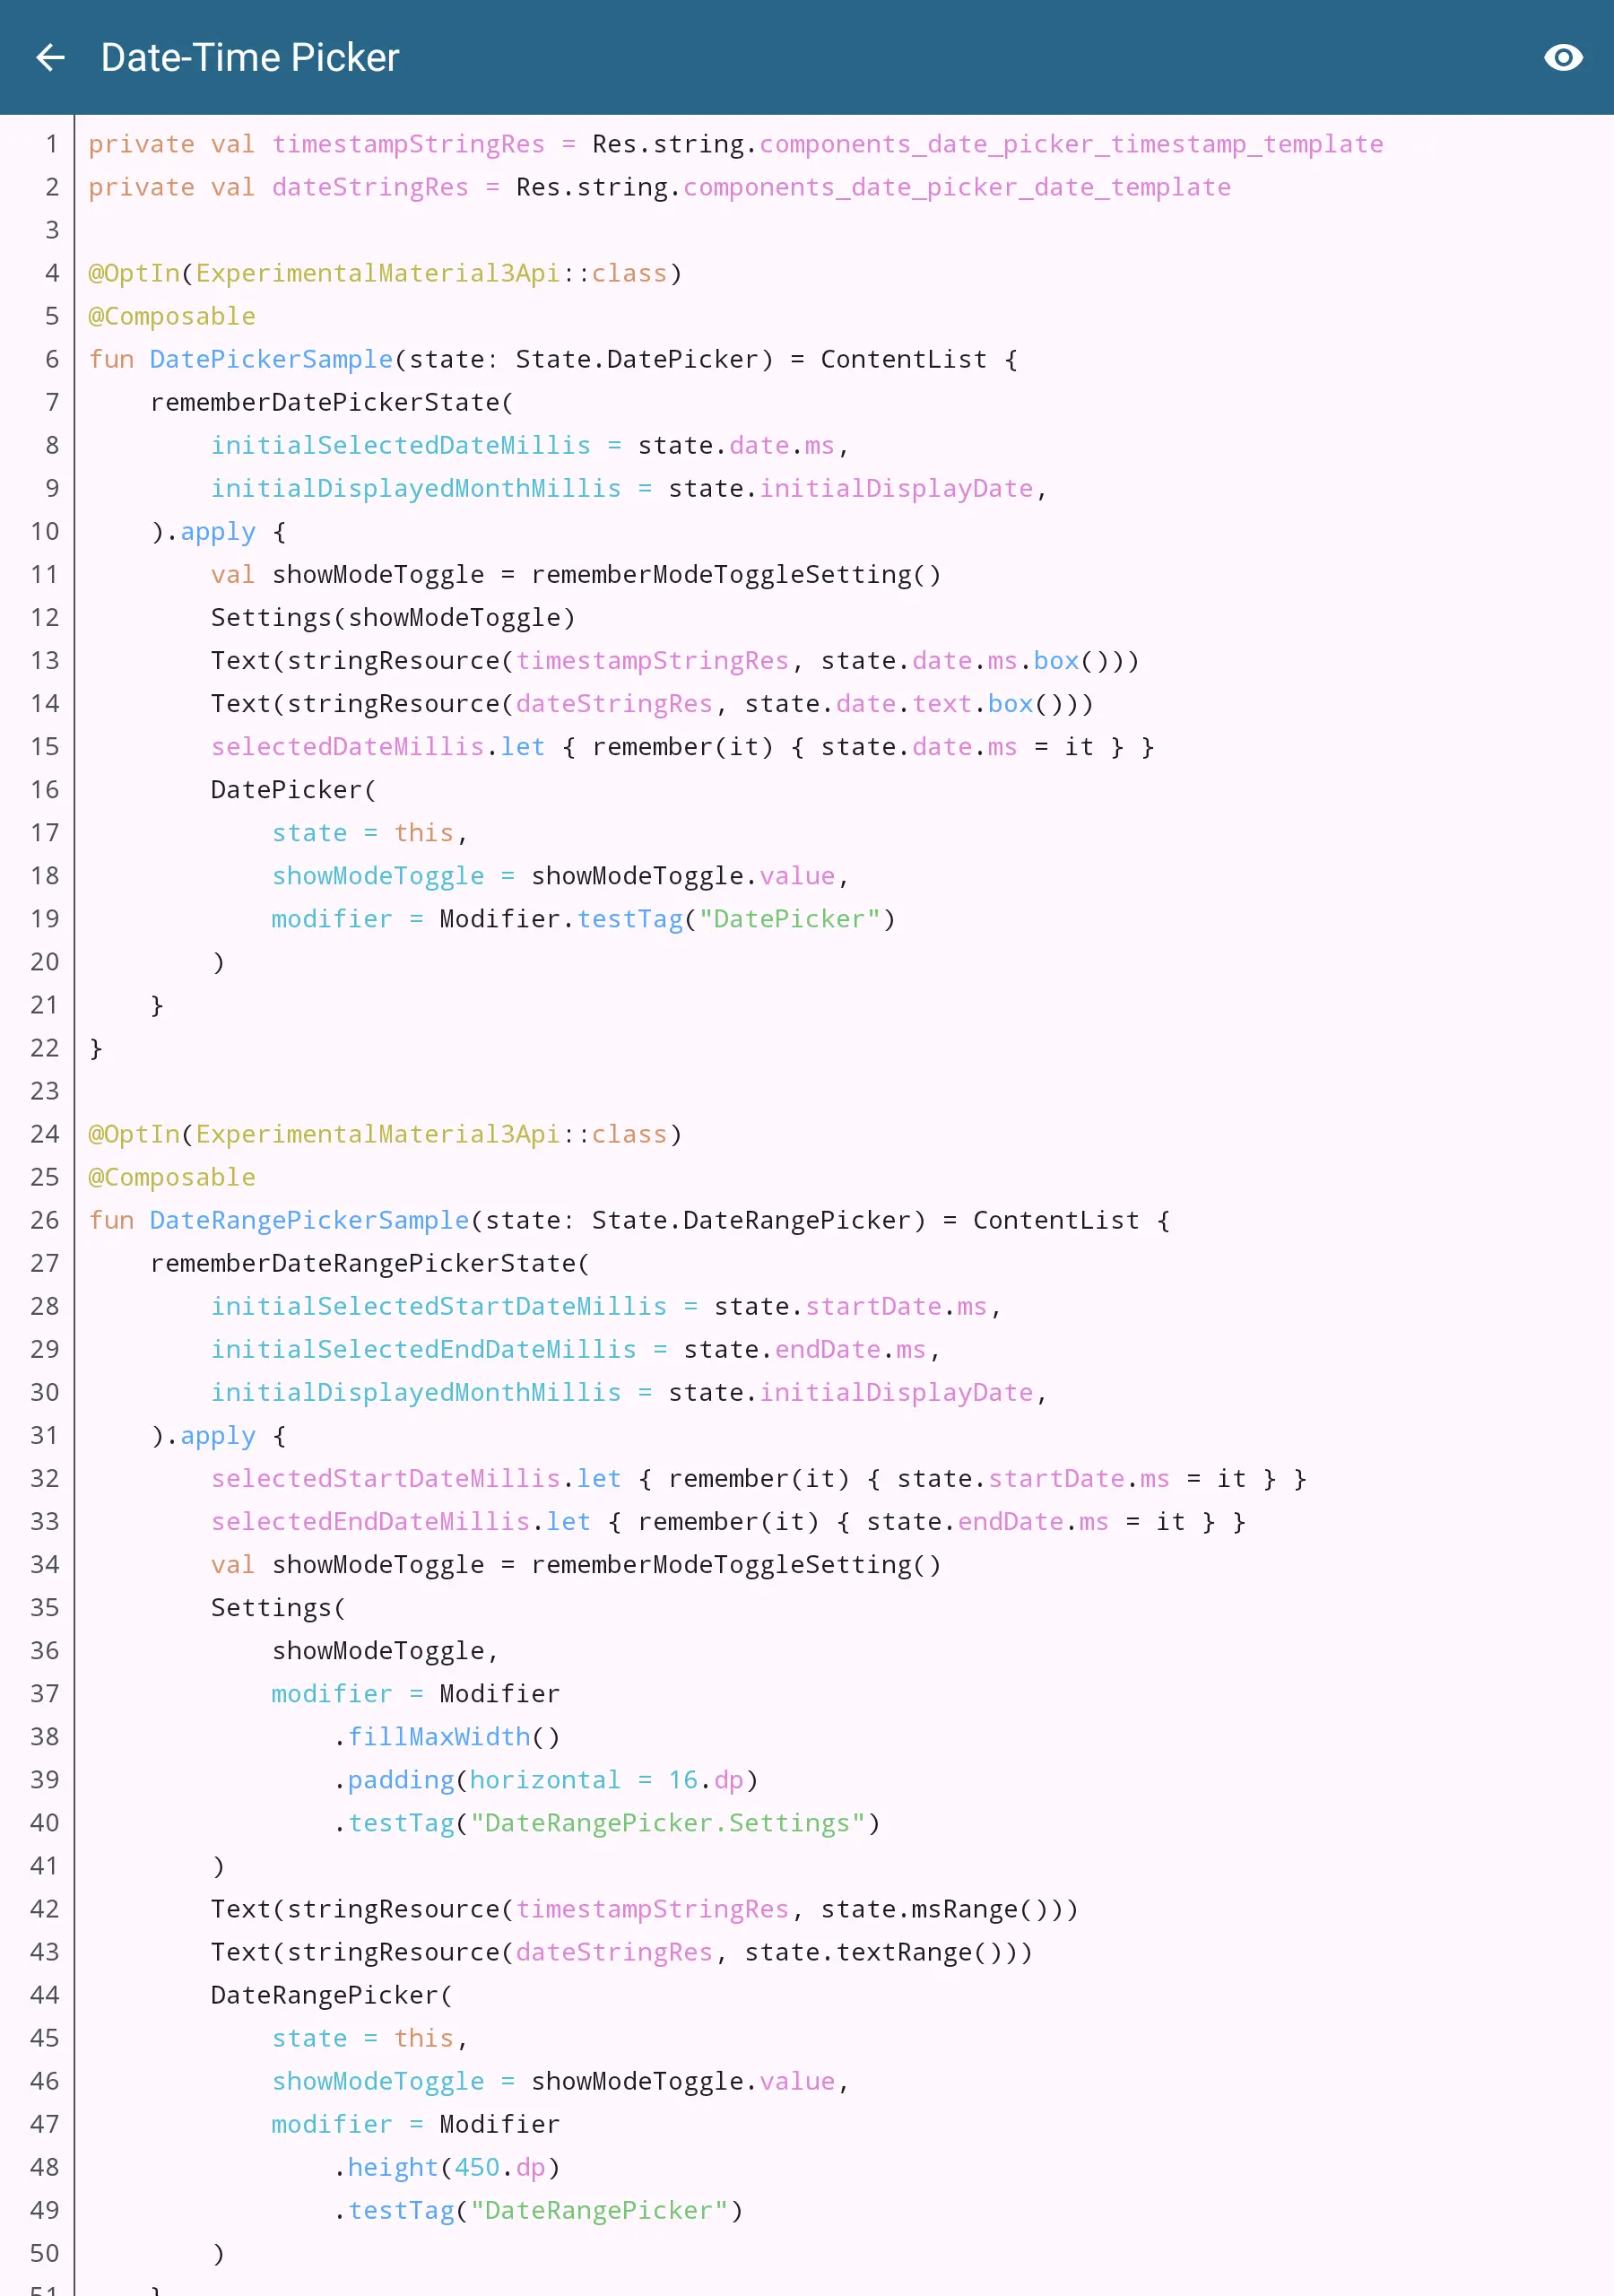 Date-Time Picker
1 private val timestampStringRes = Res.string.components_date_picker_timestamp_template
2 private val dateStringRes = Res.string.components_date_picker_date_template
3
4 @OptIn(ExperimentalMaterial3Api::class)
5 @Composable
6 fun DatePickerSample(state: State.DatePicker) = ContentList {
7     rememberDatePickerState(
8         initialSelectedDateMillis = state.date.ms,
9         initialDisplayedMonthMillis = state.initialDisplayDate,
10     ).apply {
11         val showModeToggle = rememberModeToggleSetting()
12         Settings(showModeToggle)
13         Text(stringResource(timestampStringRes, state.date.ms.box()))
14         Text(stringResource(dateStringRes, state.date.text.box()))
15         selectedDateMillis.let { remember(it) { state.date.ms = it } }
16         DatePicker(
17             state = this,
18             showModeToggle = showModeToggle.value,
19             modifier = Modifier.testTag("DatePicker")
20         )
21     }
22 }
23
24 @OptIn(ExperimentalMaterial3Api::class)
25 @Composable
26 fun DateRangePickerSample(state: State.DateRangePicker) = ContentList {
27     rememberDateRangePickerState(
28         initialSelectedStartDateMillis = state.startDate.ms,
29         initialSelectedEndDateMillis = state.endDate.ms,
30         initialDisplayedMonthMillis = state.initialDisplayDate,
31     ).apply {
32         selectedStartDateMillis.let { remember(it) { state.startDate.ms = it } }
33         selectedEndDateMillis.let { remember(it) { state.endDate.ms = it } }
34         val showModeToggle = rememberModeToggleSetting()
35         Settings(
36             showModeToggle,
37             modifier = Modifier
38                 .fillMaxWidth()
39                 .padding(horizontal = 16.dp)
40                 .testTag("DateRangePicker.Settings")
41         )
42         Text(stringResource(timestampStringRes, state.msRange()))
43         Text(stringResource(dateStringRes, state.textRange()))
44         DateRangePicker(
45             state = this,
46             showModeToggle = showModeToggle.value,
47             modifier = Modifier
48                 .height(450.dp)
49                 .testTag("DateRangePicker")
50         )
51     }